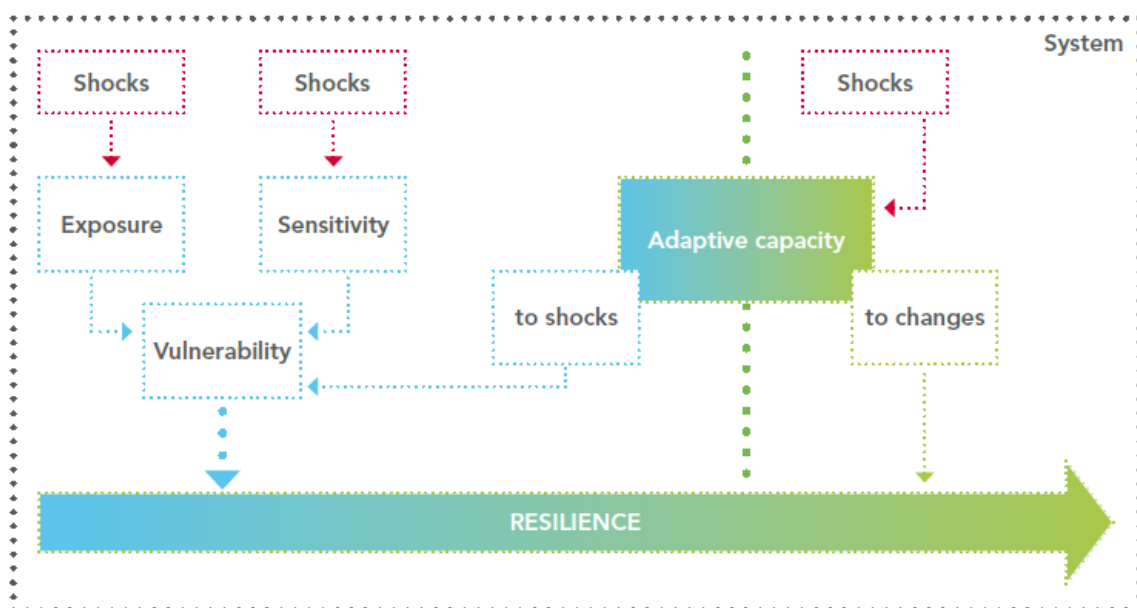 System
Shocks
Shocks
Shocks
Exposure
Sensitivity
Adaptive capacity
to shocks
to changes
Vulnerability
RESILIENCE